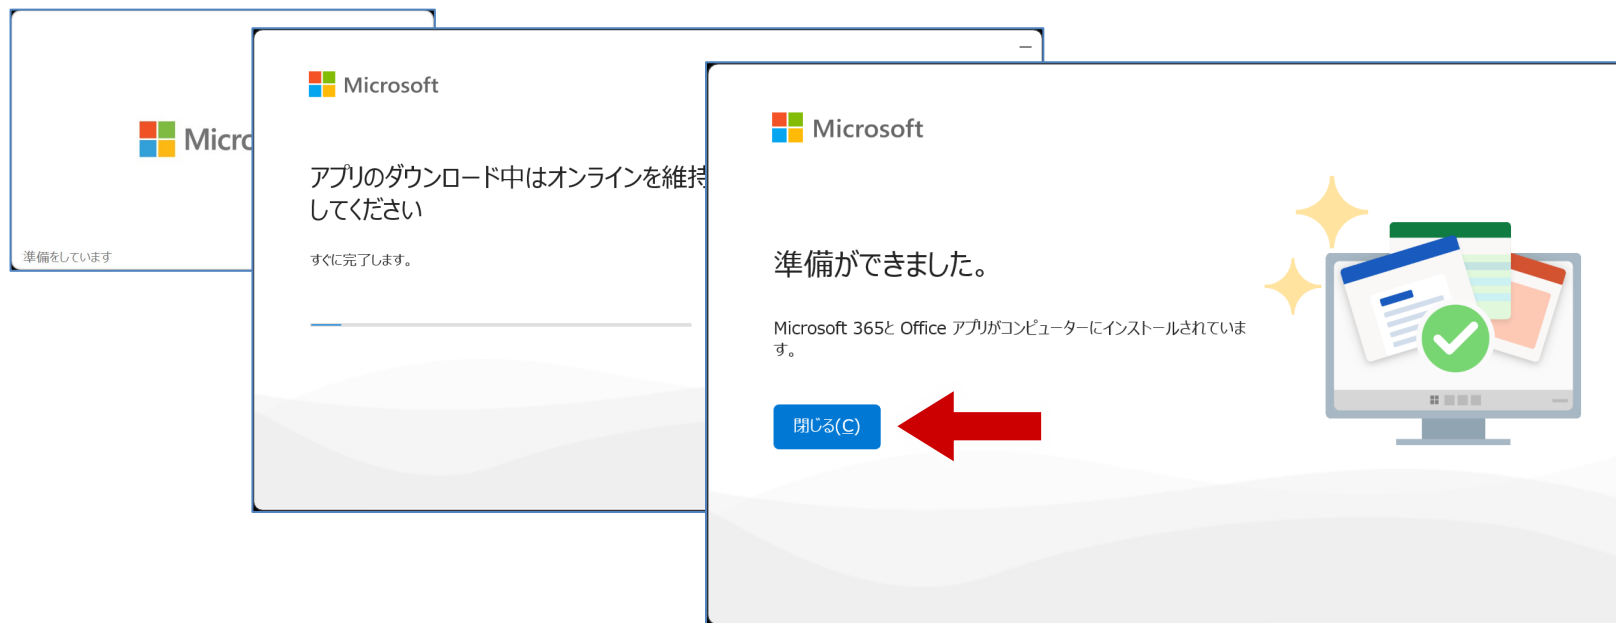 準備をしています
Microsoft
アプリのダウンロード中はオンラインを維持
してください
すぐに完了します。
Microsoft
準備ができました。
Microsoft 365と Office アプリがコンピューターにインストールされていま
す。
閉じる(C)